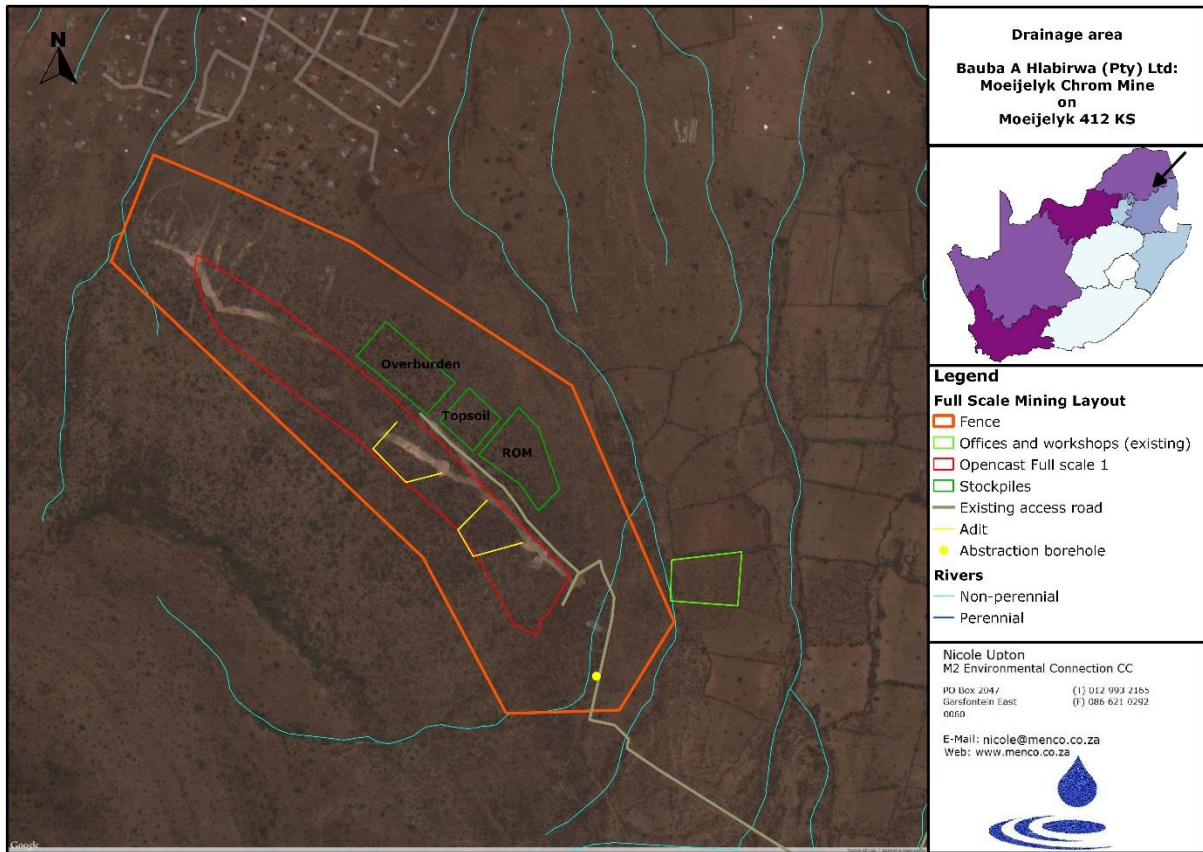 N
Overburden
Topsoil
ROM
Google
Drainage area
Bauba A Hlabirwa (Pty) Ltd:
Moeijelyk Chrom Mine
on
Moeijelyk 412 KS
Legend
Full Scale Mining Layout
Fence
Offices and workshops (existing)
Opencast Full scale 1
Stockpiles
Existing access road
Adit
Abstraction borehole
Rivers
Non-perennial
Perennial
Nicole Upton
M2 Environmental Connection CC
PO Box 2047 (T) 012 993 2165
Garsfontein East (F) 086 621 0292
0060
E-Mail: nicole@menco.co.za
Web: www.menco.co.za